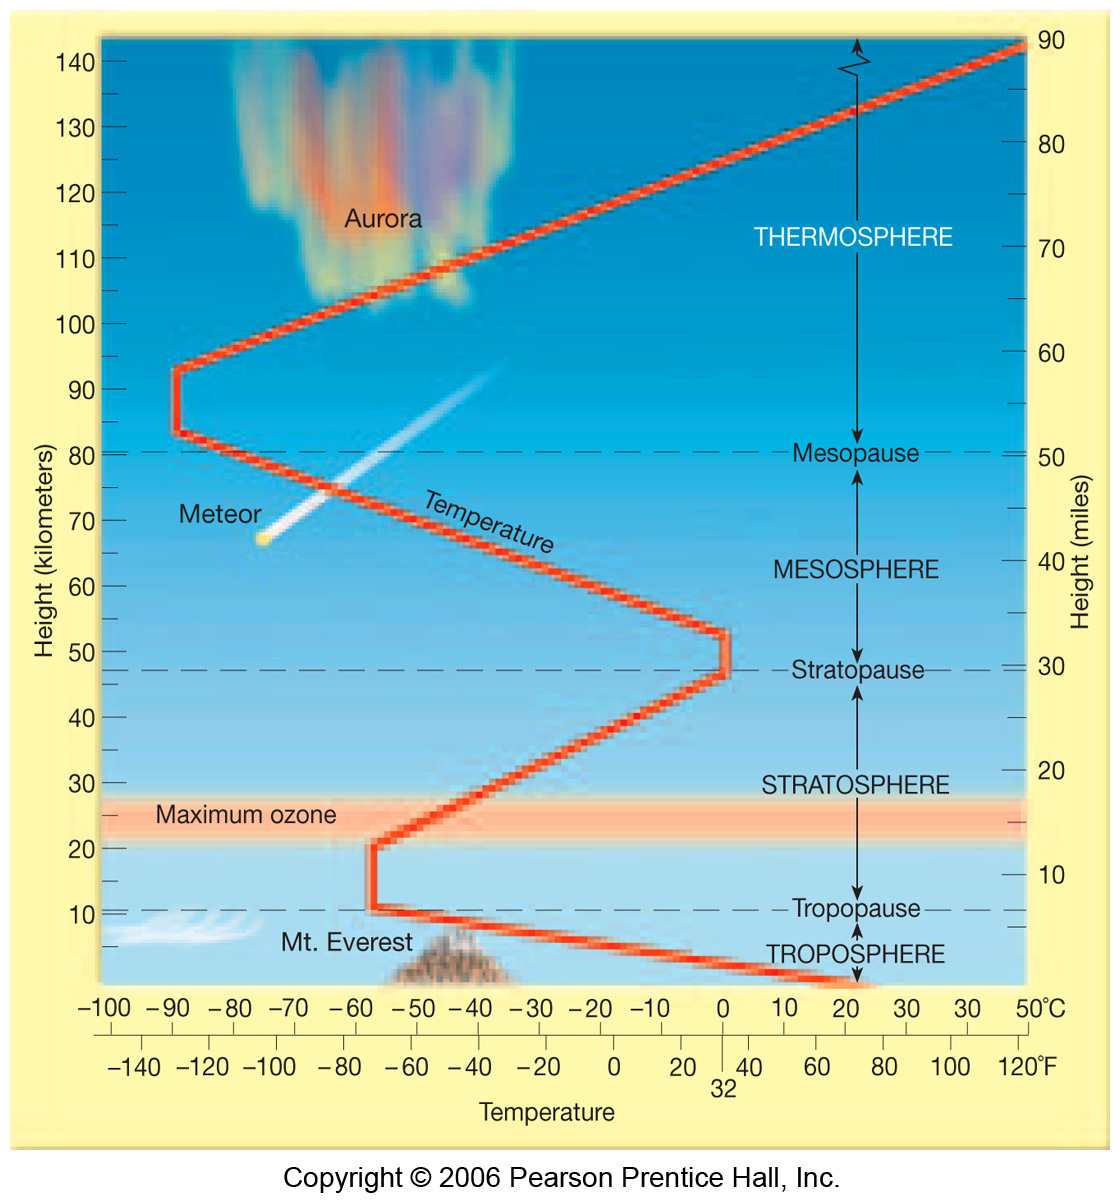 140
130
120
110
100
90
80
70
60
50
40
30
20
10
Height (kilometers)
90
80
70
60
50
40
30
20
10
Height (miles)
Aurora
THERMOSPHERE
Mesopause
Meteor
Temperature
MESOSPHERE
Stratopause
STRATOSPHERE
Maximum ozone
Tropopause
Mt. Everest
TROPOSPHERE
−100 −90 −80 −70 −60 −50 −40 −30 −20 −10 0 10 20 30 30 50°C
−140 −120 −100 −80 −60 −40 −20 0 20 40 60 80 100 120°F
32
Temperature
Copyright © 2006 Pearson Prentice Hall, Inc.